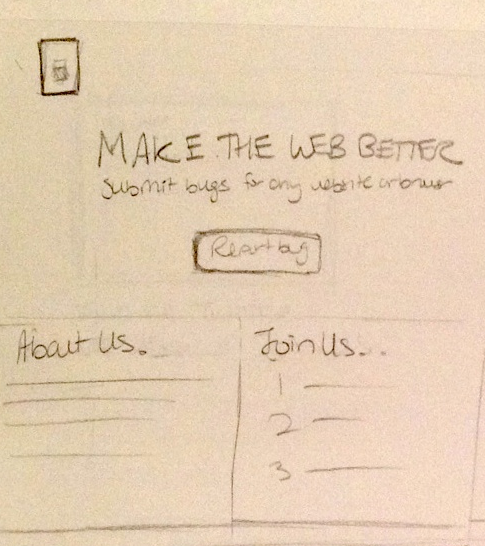 MAKE THE WEB BETTER
Submit bugs for any website or browser
Report bug
About Us.
Join Us...
1
2
3